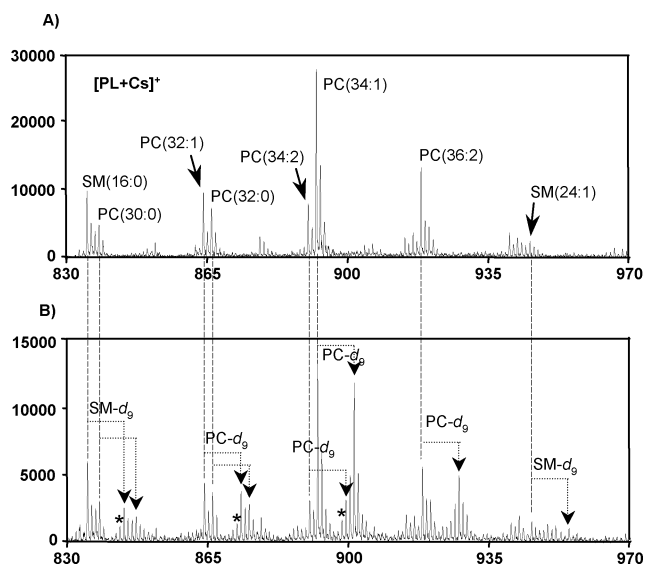 A)
30000
[PL+Cs]+
PC(34:1)
20000
PC(32:1)
PC(34:2)
PC(36:2)
SM(16:0)
PC(32:0)
SM(24:1)
10000
PC(30:0)
0
830 865 900 935 970
B)
15000
PC-d9
10000
SM-d9
PC-d9
PC-d9
PC-d9
SM-d9
5000
* * *
0
830 865 900 935 970